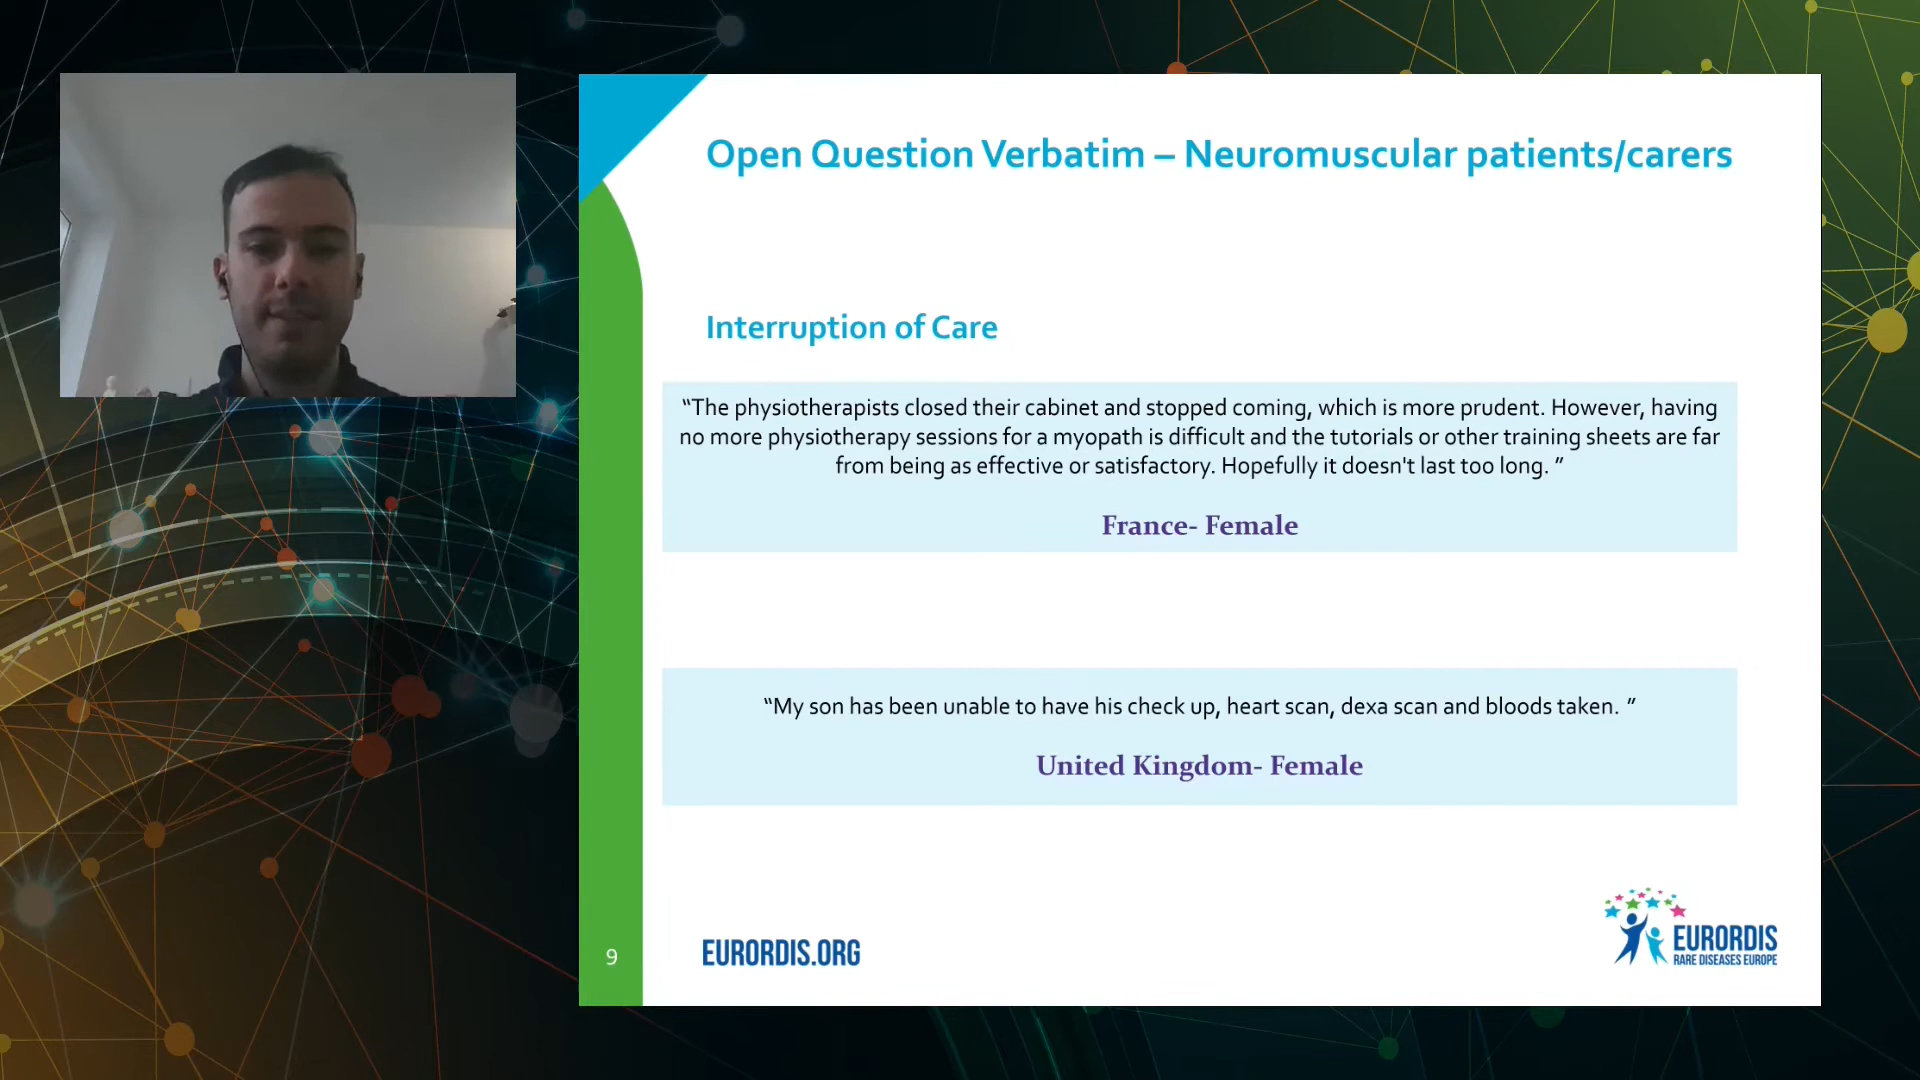 Open Question Verbatim – Neuromuscular patients/carers
Interruption of Care
“The physiotherapists closed their cabinet and stopped coming, which is more prudent. However, having
no more physiotherapy sessions for a myopath is difficult and the tutorials or other training sheets are far
from being as effective or satisfactory. Hopefully it doesn't last too long. ”
France- Female
“My son has been unable to have his check up, heart scan, dexa scan and bloods taken. ”
United Kingdom- Female
9
EURORDIS.ORG
EURORDIS
RARE DISEASES EUROPE